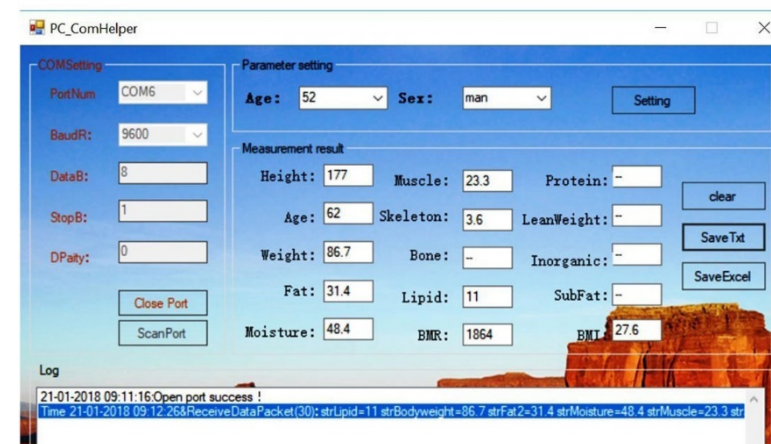 PC_ComHelper
COMSetting
PortNum COM6
BaudR: 9600
DataB: 8
StopB: 1
DPaity: 0
Close Port
ScanPort
Parameter setting
Age: 52 Sex: man Setting
Measurement result
Height: 177 Muscle: 23.3 Protein: --
Age: 62 Skeleton: 3.6 LeanWeight: --
Weight: 86.7 Bone: -- Inorganic: --
Fat: 31.4 Lipid: 11 SubFat: --
Moisture: 48.4 BMR: 1864 BMI: 27.6
clear
SaveTxt
SaveExcel
Log
21-01-2018 09:11:16:Open port success !
Time 21-01-2018 09:12:26&ReceiveDataPacket(30): strLipid=11 strBodyweight=86.7 strFat2=31.4 strMoisture=48.4 strMuscle=23.3 str